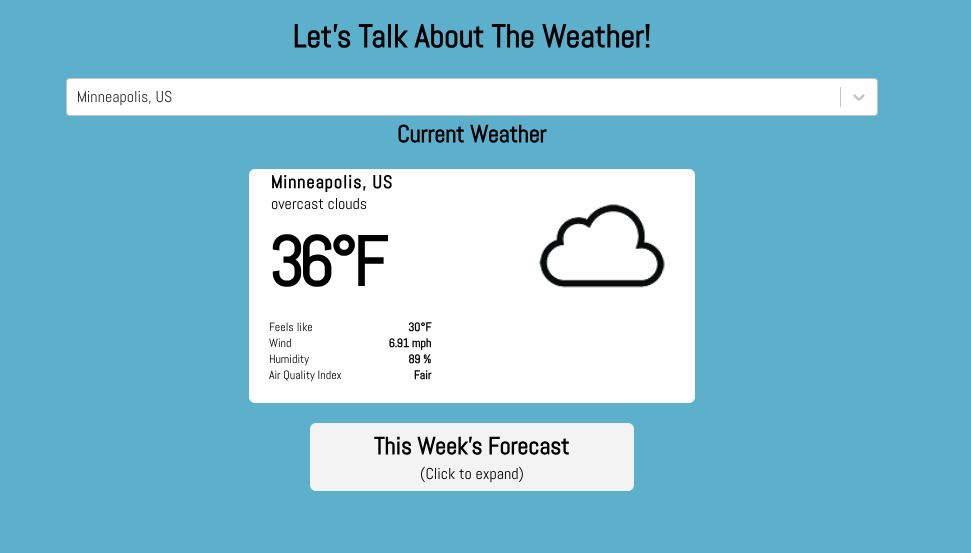 Let's Talk About The Weather!
Minneapolis, US
Current Weather
Minneapolis, US
overcast clouds
36°F
Feels like 30°F
Wind 6.91 mph
Humidity 89 %
Air Quality Index Fair
This Week's Forecast
(Click to expand)